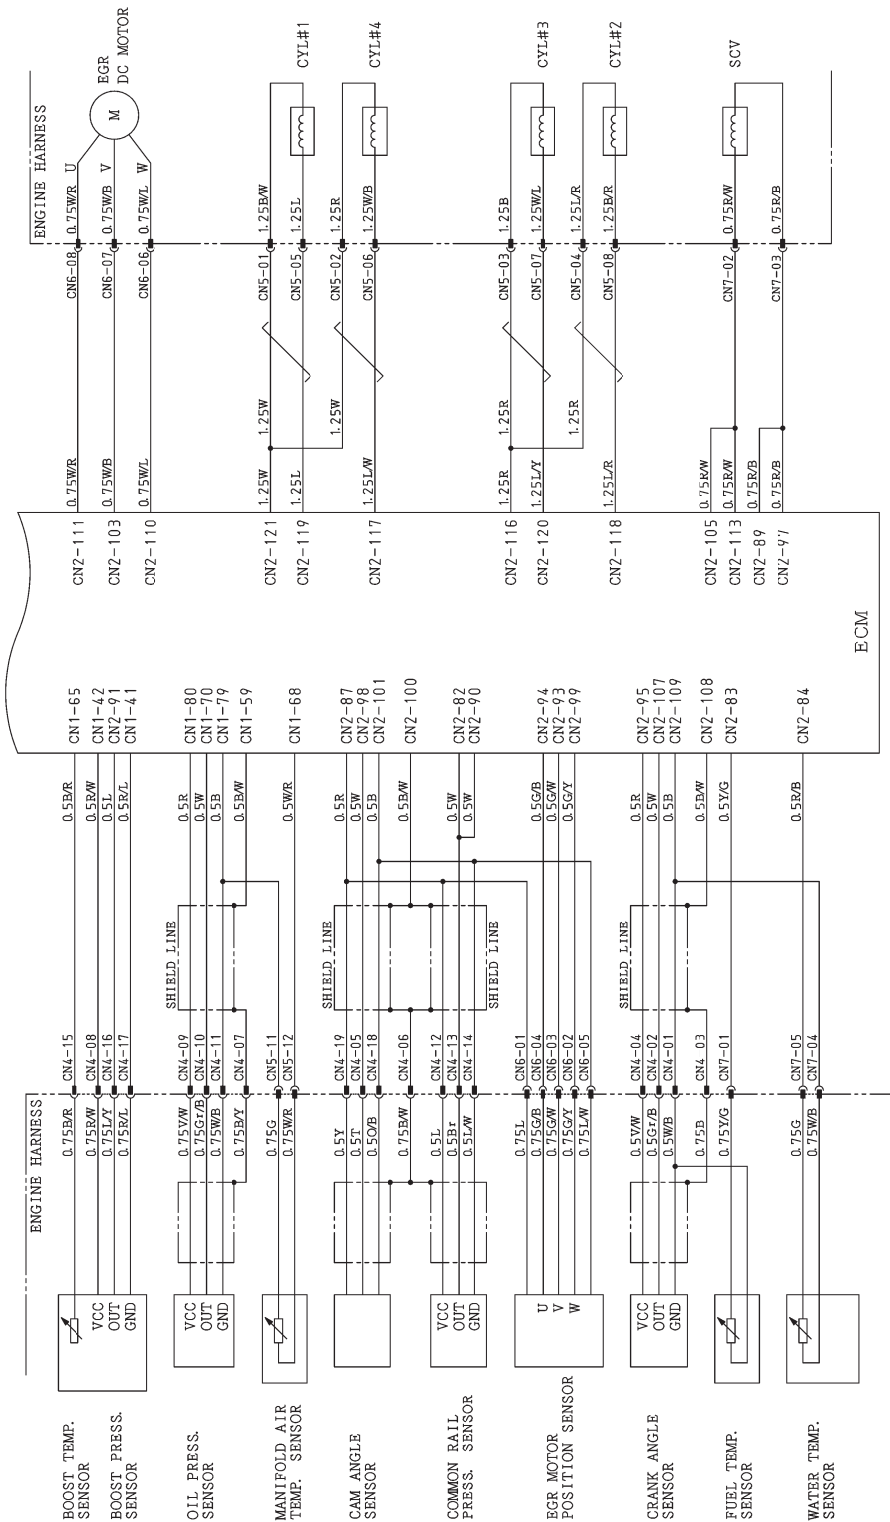 ENGINE HARNESS
EGR
DC MOTOR
M
U
V
W
0.75W/R
0.75W/B
0.75W/L
CN6-08
CN6-07
CN6-06
0.75W/R
0.75W/B
0.75W/L
CN2-111
CN2-103
CN2-110
CYL#1
CYL#4
1.25B/W
1.25L
1.25R
1.25W/B
CN5-01
CN5-05
CN5-02
CN5-06
1.25W
1.25W
1.25W
1.25L
1.25L/W
CN2-121
CN2-119
CN2-117
CYL#3
CYL#2
1.25B
1.25W/L
1.25L/R
1.25B/R
CN5-03
CN5-07
CN5-04
CN5-08
1.25R
1.25R
1.25R
1.25L/Y
1.25L/R
CN2-116
CN2-120
CN2-118
SCV
0.75R/W
0.75R/B
CN7-02
CN7-03
0.75R/W
0.75R/W
0.75R/B
0.75R/B
CN2-105
CN2-113
CN2-89
CN2-97
ECM
CN1-65
CN1-42
CN2-91
CN1-41
CN1-80
CN1-70
CN1-79
CN1-59
CN1-68
CN2-87
CN2-98
CN2-101
CN2-100
CN2-82
CN2-90
CN2-94
CN2-93
CN2-99
CN2-95
CN2-107
CN2-109
CN2-108
CN2-83
CN2-84
0.5B/R
0.5R/W
0.5L
0.5R/L
0.5R
0.5W
0.5B
0.5B/W
0.5W/R
0.5R
0.5W
0.5B
0.5B/W
0.5W
0.5W
0.5G/B
0.5G/W
0.5G/Y
0.5R
0.5W
0.5B
0.5B/W
0.5Y/G
0.5R/B
SHIELD LINE
SHIELD LINE
SHIELD LINE
SHIELD LINE
CN4-15
CN4-08
CN4-16
CN4-17
CN4-09
CN4-10
CN4-11
CN4-07
CN5-11
CN5-12
CN4-19
CN4-05
CN4-18
CN4-06
CN4-12
CN4-13
CN4-14
CN6-01
CN6-04
CN6-03
CN6-02
CN6-05
CN4-04
CN4-02
CN4-01
CN4-03
CN7-01
CN7-05
CN7-04
ENGINE HARNESS
0.75B/R
0.75R/W
0.75L/Y
0.75R/L
0.75V/W
0.75Gr/B
0.75W/B
0.75B/Y
0.75G
0.75W/R
0.5Y
0.5T
0.5O/B
0.75B/W
0.5L
0.5Br
0.5L/W
0.75L
0.75G/B
0.75G/W
0.75G/Y
0.75L/W
0.5V/W
0.5Gr/B
0.5W/B
0.75B
0.75Y/G
0.75G
0.75W/B
VCC
OUT
GND
VCC
OUT
GND
VCC
OUT
GND
U
V
W
VCC
OUT
GND
BOOST TEMP.
SENSOR
BOOST PRESS.
SENSOR
OIL PRESS.
SENSOR
MANIFOLD AIR
TEMP. SENSOR
CAM ANGLE
SENSOR
COMMON RAIL
PRESS. SENSOR
EGR MOTOR
POSITION SENSOR
CRANK ANGLE
SENSOR
FUEL TEMP.
SENSOR
WATER TEMP.
SENSOR